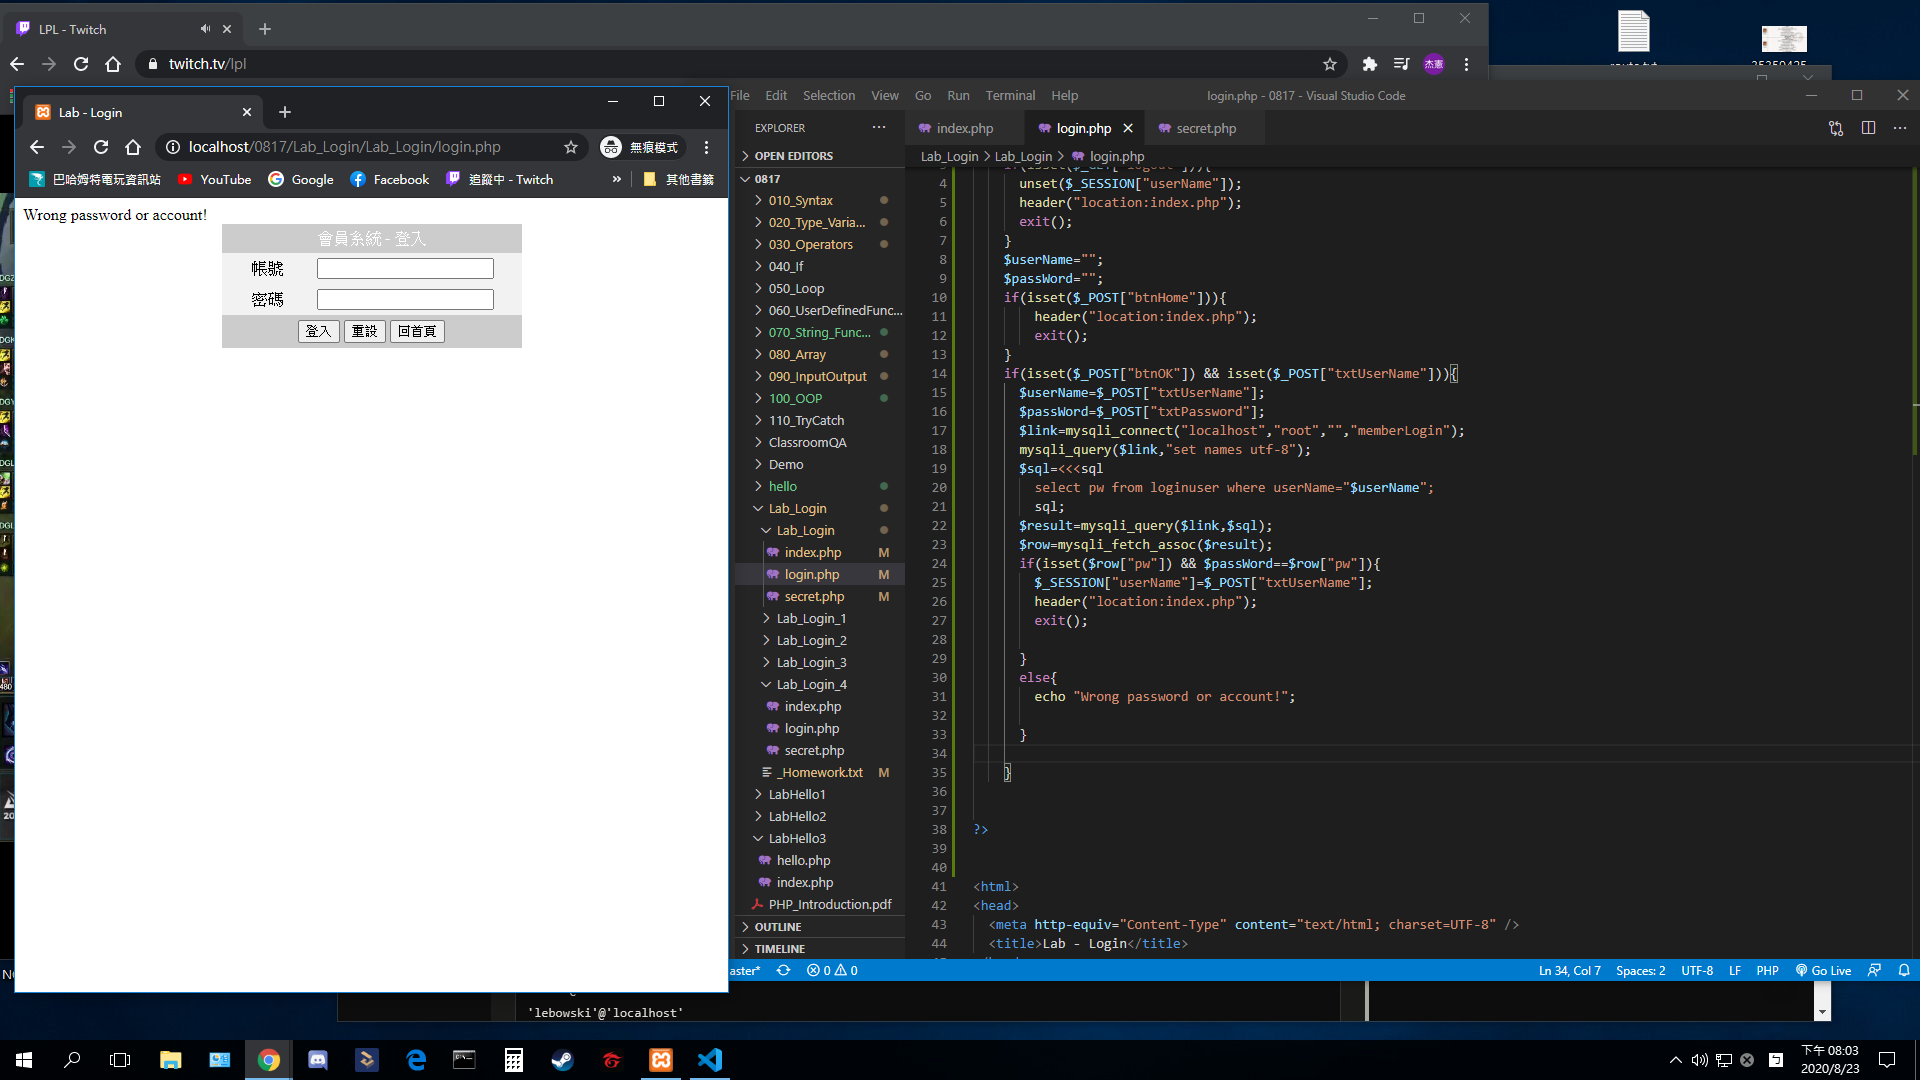 LPL - Twitch
twitch.tv/lpl
杰憲
Lab - Login
localhost/0817/Lab_Login/Lab_Login/login.php
無痕模式
巴哈姆特電玩資訊站
YouTube
Google
Facebook
追蹤中 - Twitch
»
其他書籤
Wrong password or account!
會員系統 - 登入
帳號
密碼
登入 重設 回首頁
File Edit Selection View Go Run Terminal Help
login.php - 0817 - Visual Studio Code
EXPLORER
index.php
login.php
secret.php
Lab_Login > Lab_Login > login.php
OPEN EDITORS
0817
010_Syntax
020_Type_Varia...
030_Operators
040_If
050_Loop
060_UserDefinedFunc...
070_String_Func...
080_Array
090_InputOutput
100_OOP
110_TryCatch
ClassroomQA
Demo
hello
Lab_Login
Lab_Login
index.php M
login.php M
secret.php M
Lab_Login_1
Lab_Login_2
Lab_Login_3
Lab_Login_4
index.php
login.php
secret.php
_Homework.txt M
LabHello1
LabHello2
LabHello3
hello.php
index.php
PHP_Introduction.pdf
OUTLINE
TIMELINE
4 unset($_SESSION["userName"]);
5 header("location:index.php");
6 exit();
7 }
8 $userName="";
9 $passWord="";
10 if(isset($_POST["btnHome"])){
11 header("location:index.php");
12 exit();
13 }
14 if(isset($_POST["btnOK"]) && isset($_POST["txtUserName"])){
15 $userName=$_POST["txtUserName"];
16 $passWord=$_POST["txtPassword"];
17 $link=mysqli_connect("localhost","root","","memberLogin");
18 mysqli_query($link,"set names utf-8");
19 $sql=<<<sql
20 select pw from loginuser where userName="$userName";
21 sql;
22 $result=mysqli_query($link,$sql);
23 $row=mysqli_fetch_assoc($result);
24 if(isset($row["pw"]) && $passWord==$row["pw"]){
25 $_SESSION["userName"]=$_POST["txtUserName"];
26 header("location:index.php");
27 exit();
28
29 }
30 else{
31 echo "Wrong password or account!";
32
33 }
34
35 }
36
37
38 ?>
39
40
41 <html>
42 <head>
43 <meta http-equiv="Content-Type" content="text/html; charset=UTF-8" />
44 <title>Lab - Login</title>
aster*
0 0
Ln 34, Col 7
Spaces: 2
UTF-8
LF
PHP
Go Live
'lebowski'@'localhost'
下午 08:03
2020/8/23